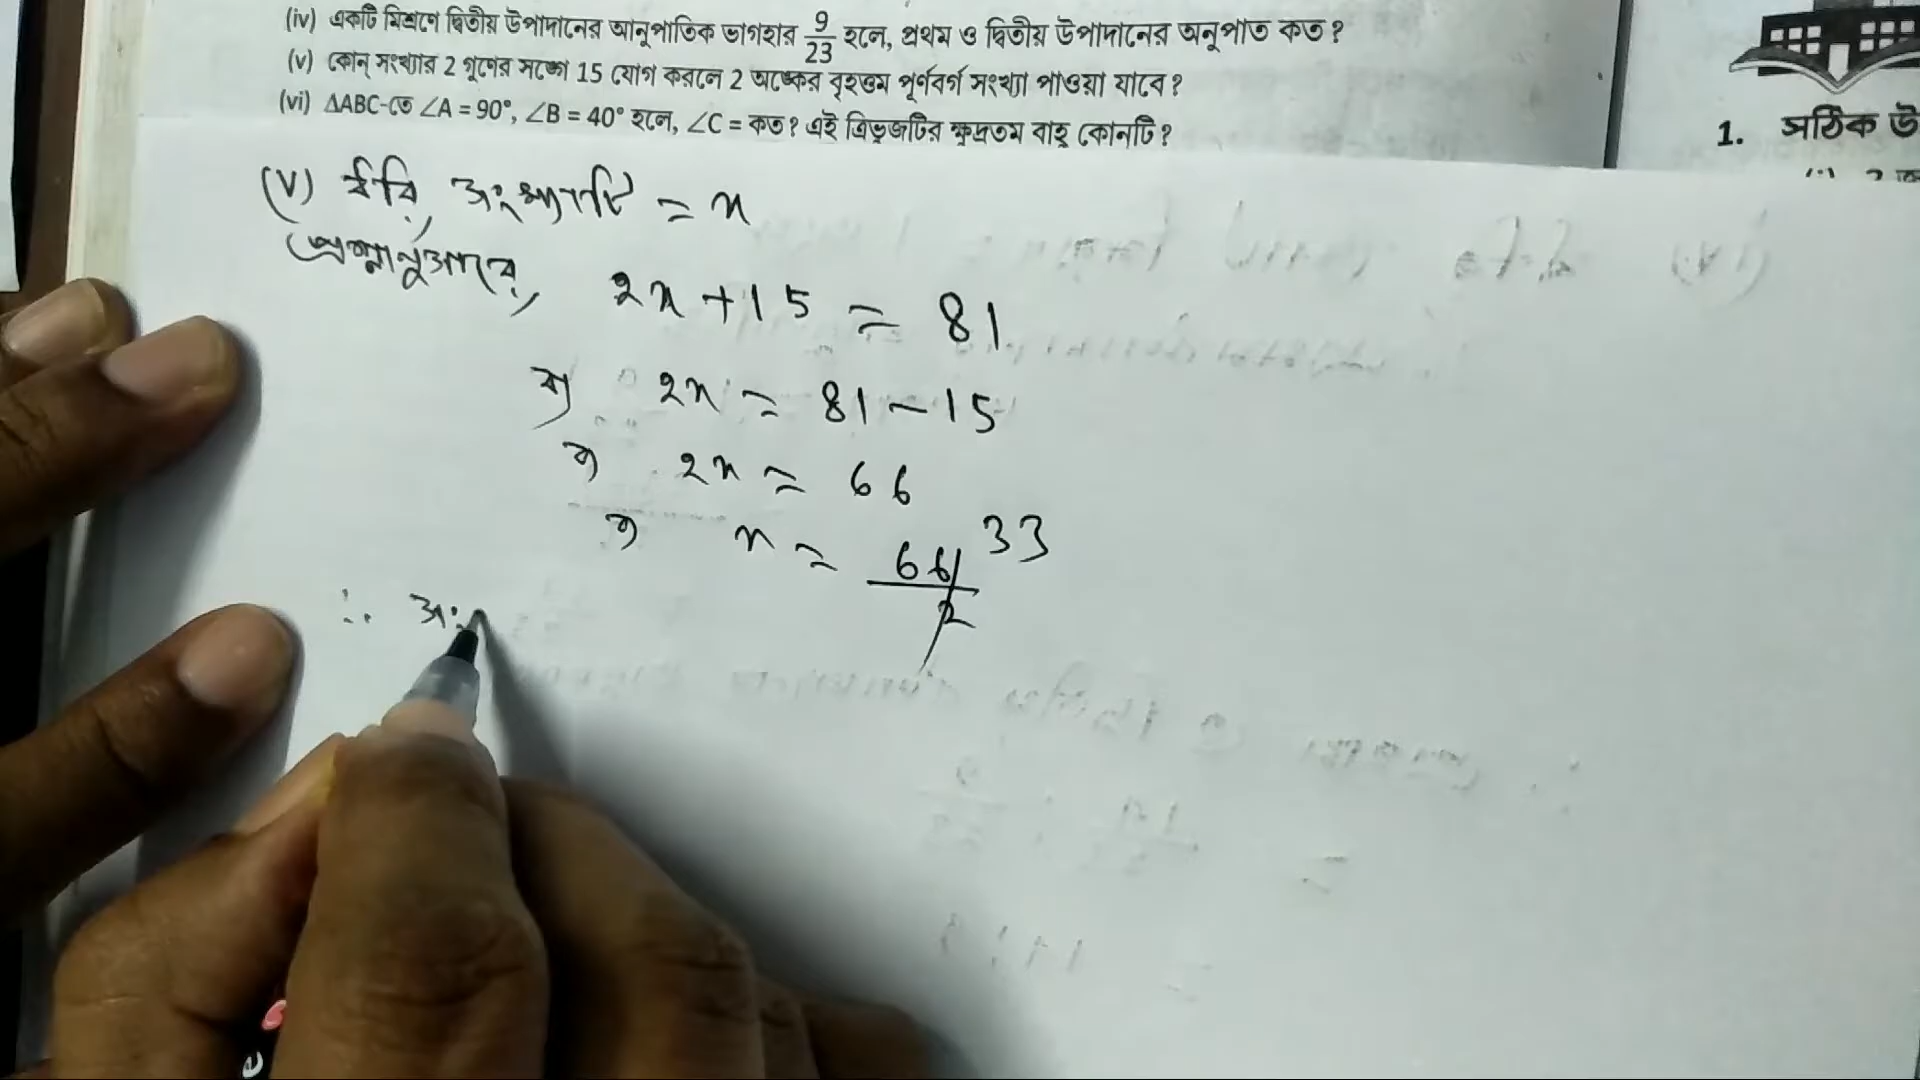 (iv) একটি মিশ্রণে দ্বিতীয় উপাদানের আনুপাতিক ভাগহার 9/23 হলে, প্রথম ও দ্বিতীয় উপাদানের অনুপাত কত?
(v) কোন্ সংখ্যার 2 গুণের সঙ্গে 15 যোগ করলে 2 অঙ্কের বৃহত্তম পূর্ণবর্গ সংখ্যা পাওয়া যাবে?
(vi) ΔABC-তে ∠A = 90°, ∠B = 40° হলে, ∠C = কত? এই ত্রিভুজটির ক্ষুদ্রতম বাহু কোনটি?
1. সঠিক উ
(v) ধরি, সংখ্যাটি = x
প্রশ্নানুসারে, 2x + 15 = 81
বা, 2x = 81 - 15
বা, 2x = 66
বা, x = 66/2 33
∴ সং